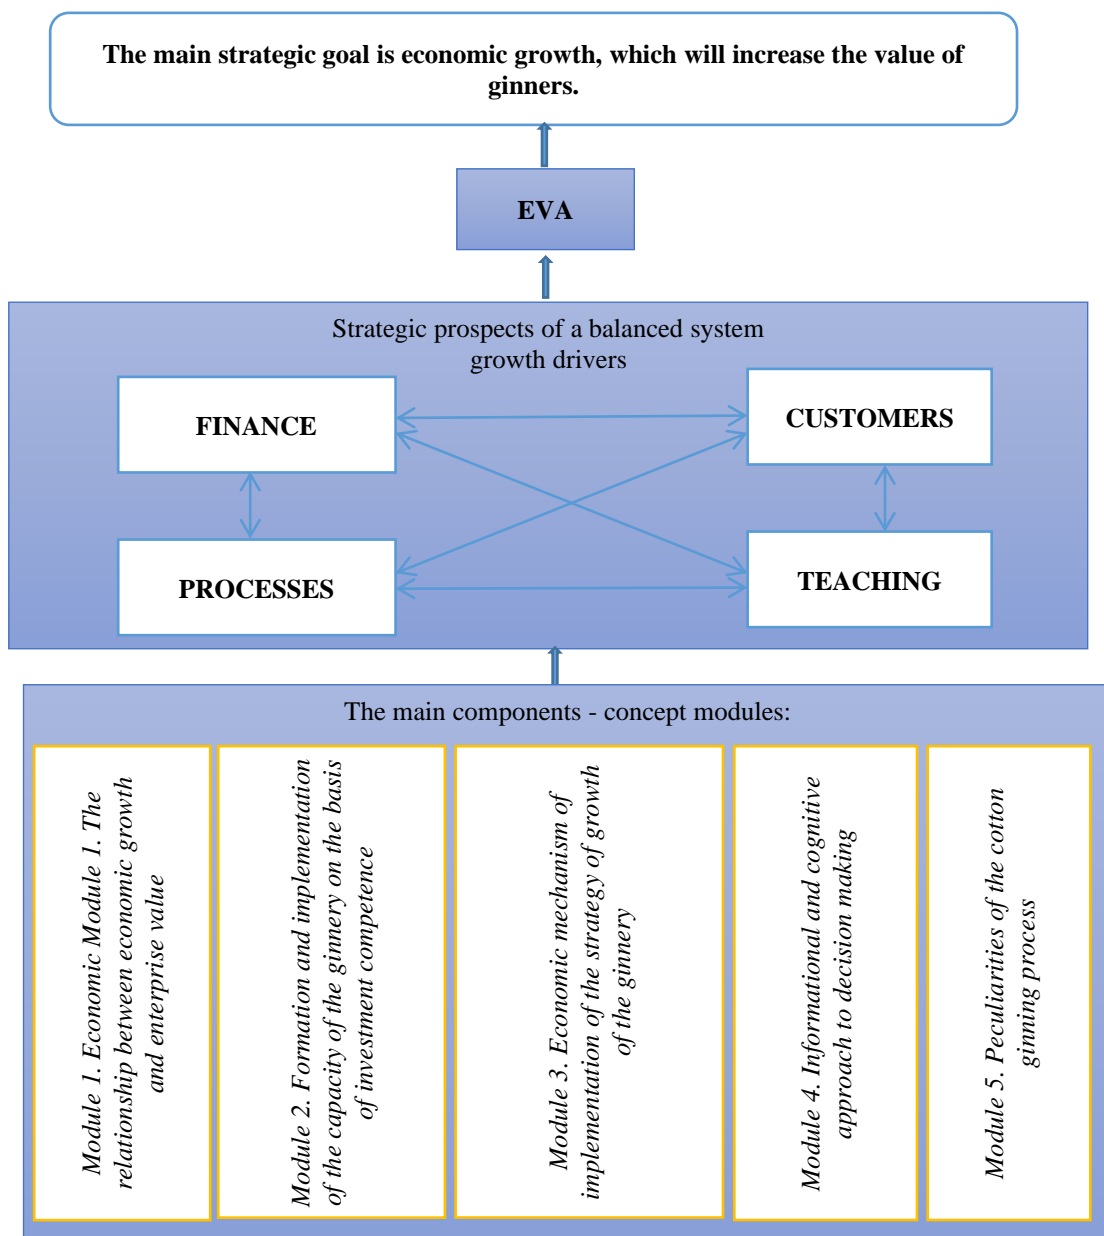 The main strategic goal is economic growth, which will increase the value of
ginners.
EVA
Strategic prospects of a balanced system
growth drivers
FINANCE
CUSTOMERS
PROCESSES
TEACHING
The main components - concept modules:
Module 1. Economic Module 1. The
relationship between economic growth
and enterprise value
Module 2. Formation and implementation
of the capacity of the ginnery on the basis
of investment competence
Module 3. Economic mechanism of
implementation of the strategy of growth
of the ginnery
Module 4. Informational and cognitive
approach to decision making
Module 5. Peculiarities of the cotton
ginning process